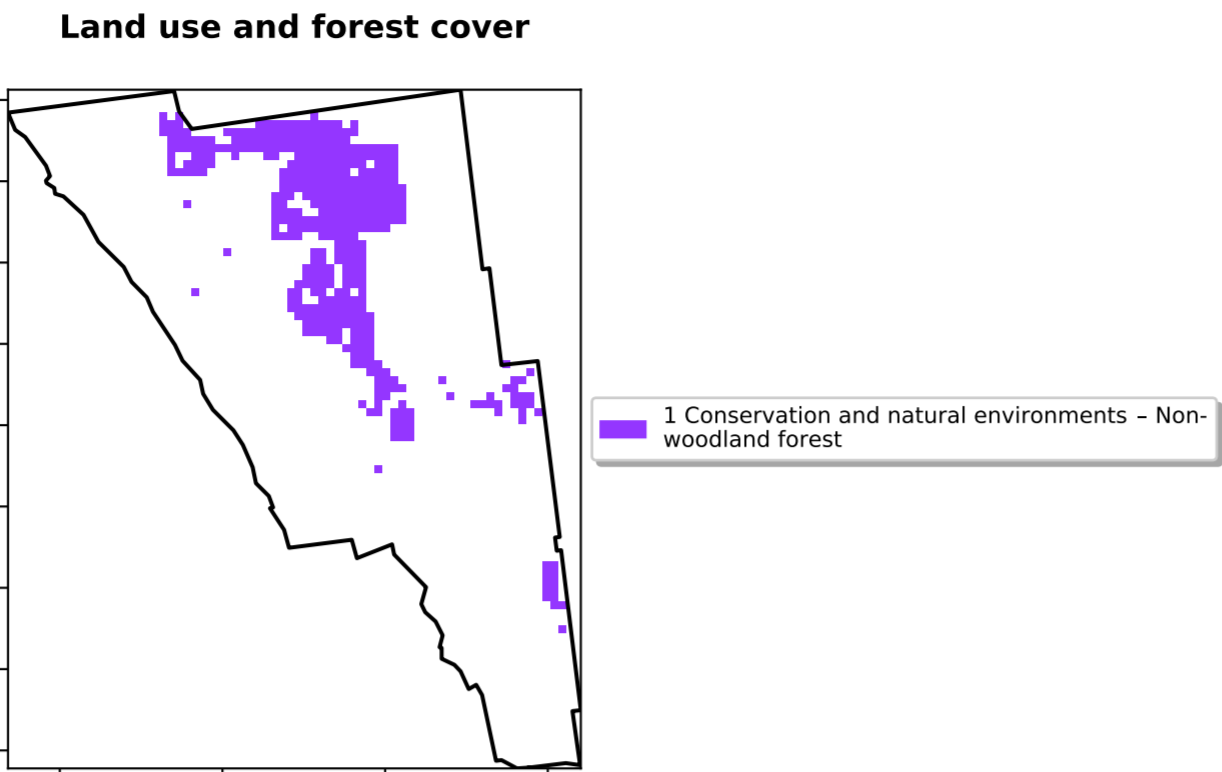 Land use and forest cover
1 Conservation and natural environments – Non-
woodland forest